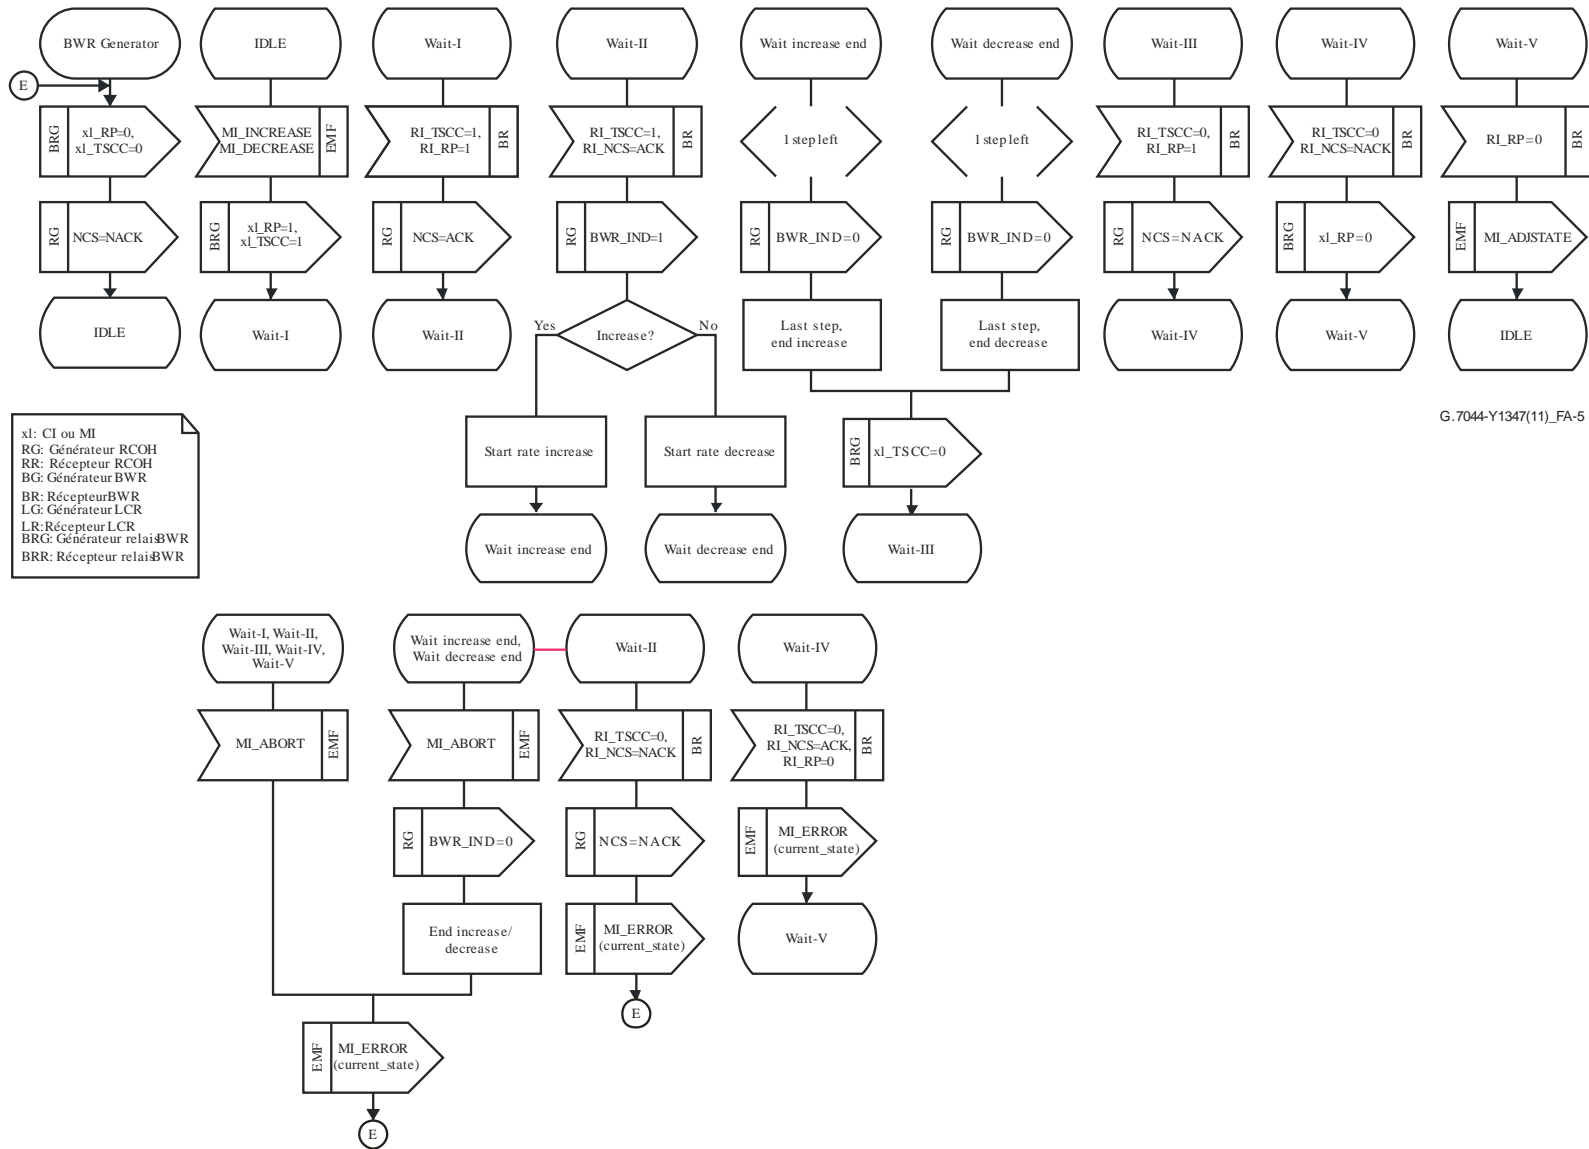 BWR Generator
IDLE
Wait-I
Wait-II
Wait increase end
Wait decrease end
Wait-III
Wait-IV
Wait-V
E
BRG
xl_RP=0,
xl_TSCC=0
MI_INCREASE
MI_DECREASE
EMF
RI_TSCC=1,
RI_RP=1
BR
RI_TSCC=1,
RI_NCS=ACK
BR
1 step left
1 step left
RI_TSCC=0,
RI_RP=1
BR
RI_TSCC=0
RI_NCS=NACK
BR
RI_RP=0
BR
RG
NCS=NACK
BRG
xl_RP=1,
xl_TSCC=1
RG
NCS=ACK
RG
BWR_IND=1
RG
BWR_IND=0
RG
BWR_IND=0
RG
NCS=NACK
BRG
xl_RP=0
EMF
MI_ADJSTATE
IDLE
Wait-I
Wait-II
Yes
Increase?
No
Last step,
end increase
Last step,
end decrease
Wait-IV
Wait-V
IDLE
G.7044-Y1347(11)_FA-5
xl: CI ou MI
RG: Générateur RCOH
RR: Récepteur RCOH
BG: Générateur BWR
BR: Récepteur BWR
LG: Générateur LCR
LR: Récepteur LCR
BRG: Générateur relais BWR
BRR: Récepteur relais BWR
Start rate increase
Start rate decrease
BRG
xl_TSCC=0
Wait increase end
Wait decrease end
Wait-III
Wait-I, Wait-II,
Wait-III, Wait-IV,
Wait-V
Wait increase end,
Wait decrease end
Wait-II
Wait-IV
MI_ABORT
EMF
MI_ABORT
EMF
RI_TSCC=0,
RI_NCS=NACK
BR
RI_TSCC=0,
RI_NCS=ACK,
RI_RP=0
BR
RG
BWR_IND=0
RG
NCS=NACK
EMF
MI_ERROR
(current_state)
End increase/
decrease
EMF
MI_ERROR
(current_state)
Wait-V
E
EMF
MI_ERROR
(current_state)
E